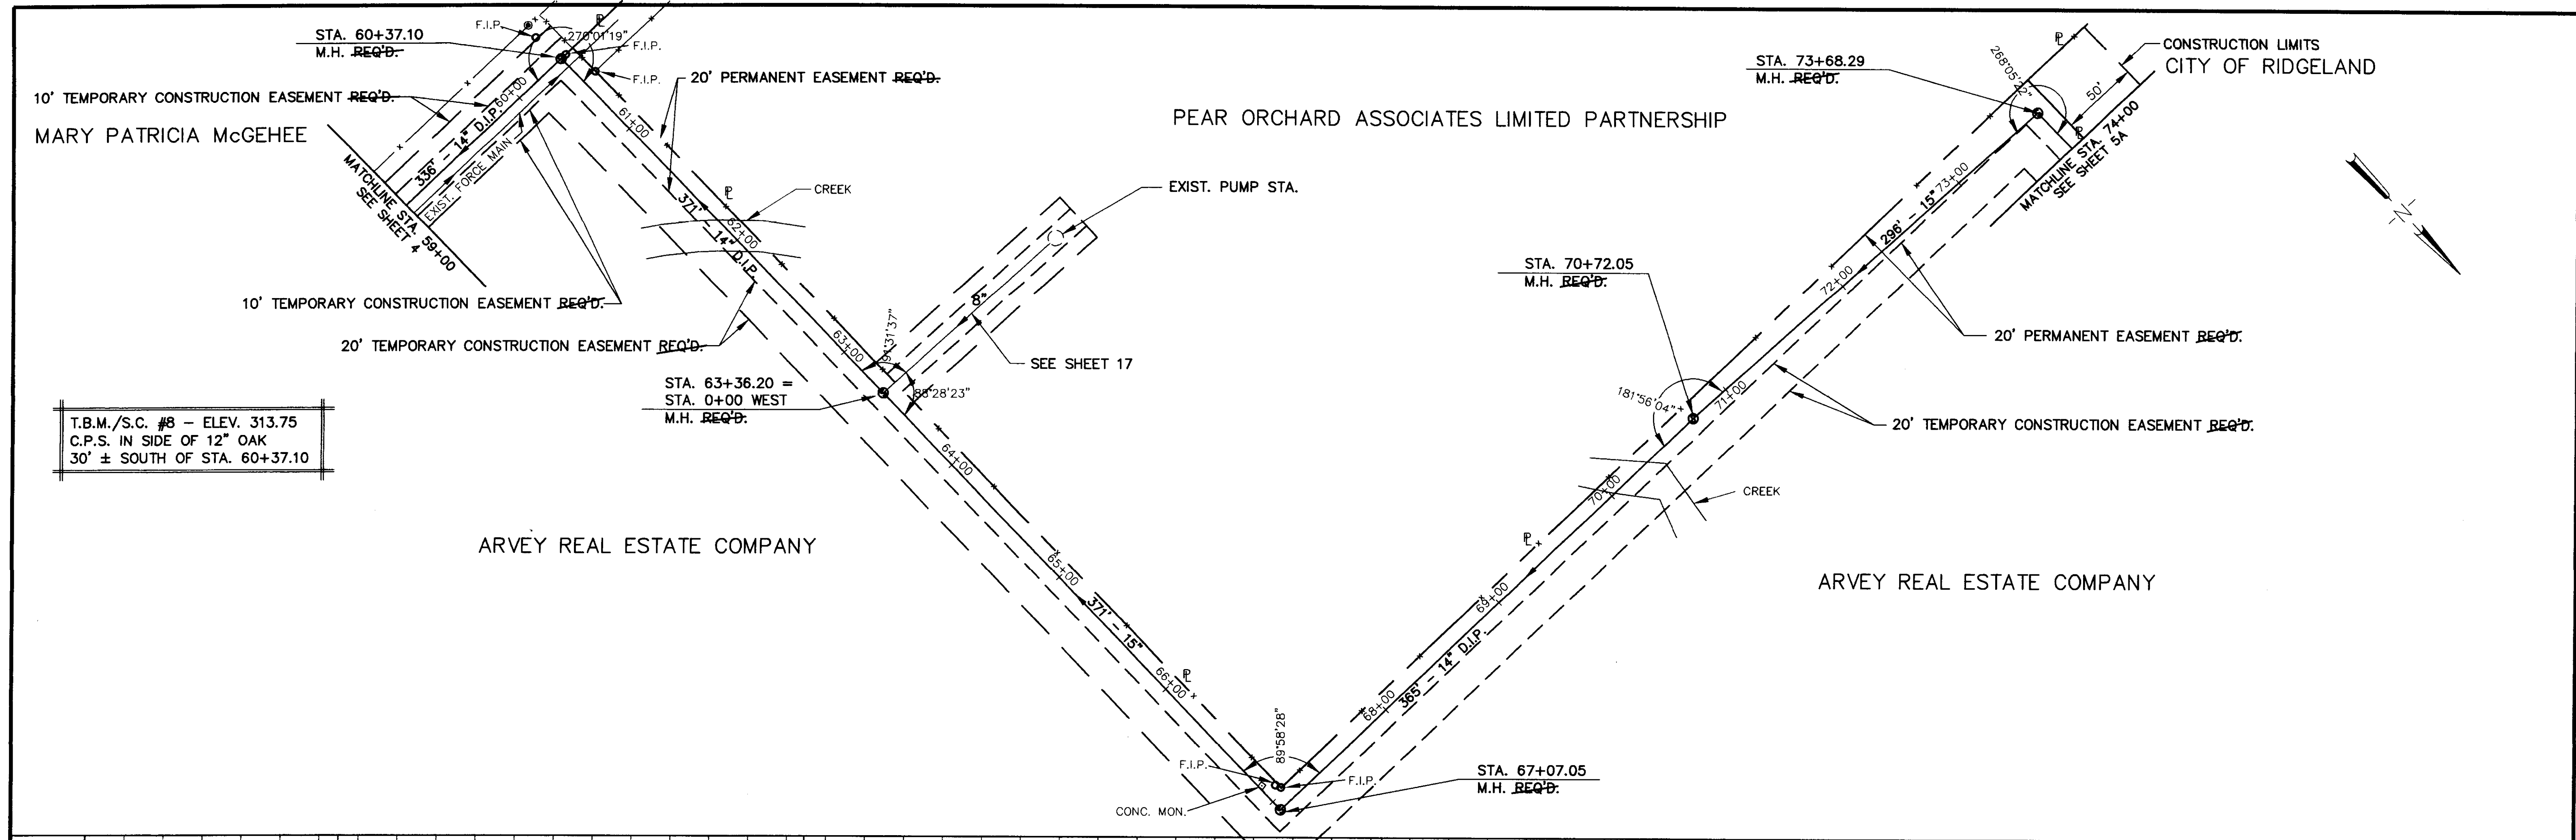 STA. 60+37.10
M.H. REQ'D.
F.I.P.
270°01'19"
F.I.P.
F.I.P.
10' TEMPORARY CONSTRUCTION EASEMENT REQ'D.
MARY PATRICIA McGEHEE
60+00
336' - 14" D.I.P.
EXIST. FORCE MAIN
MATCHLINE STA. 59+00
SEE SHEET 4
20' PERMANENT EASEMENT REQ'D.
61+00
CREEK
62+00
371' - 14" D.I.P.
10' TEMPORARY CONSTRUCTION EASEMENT REQ'D.
20' TEMPORARY CONSTRUCTION EASEMENT REQ'D.
63+00
91°31'37"
88°28'23"
STA. 63+36.20 =
STA. 0+00 WEST
M.H. REQ'D.
EXIST. PUMP STA.
8"
SEE SHEET 17
T.B.M./S.C. #8 - ELEV. 313.75
C.P.S. IN SIDE OF 12" OAK
30' ± SOUTH OF STA. 60+37.10
ARVEY REAL ESTATE COMPANY
64+00
65+00
371' - 15"
66+00
F.I.P.
89°58'28"
F.I.P.
CONC. MON.
STA. 67+07.05
M.H. REQ'D.
68+00
365' - 14" D.I.P.
69+00
70+00
CREEK
ARVEY REAL ESTATE COMPANY
PEAR ORCHARD ASSOCIATES LIMITED PARTNERSHIP
STA. 70+72.05
M.H. REQ'D.
181°56'04"
71+00
72+00
296' - 15"
73+00
20' PERMANENT EASEMENT REQ'D.
20' TEMPORARY CONSTRUCTION EASEMENT REQ'D.
STA. 73+68.29
M.H. REQ'D.
268°05'22"
CONSTRUCTION LIMITS
CITY OF RIDGELAND
50'
MATCHLINE STA. 74+00
SEE SHEET 5A
N